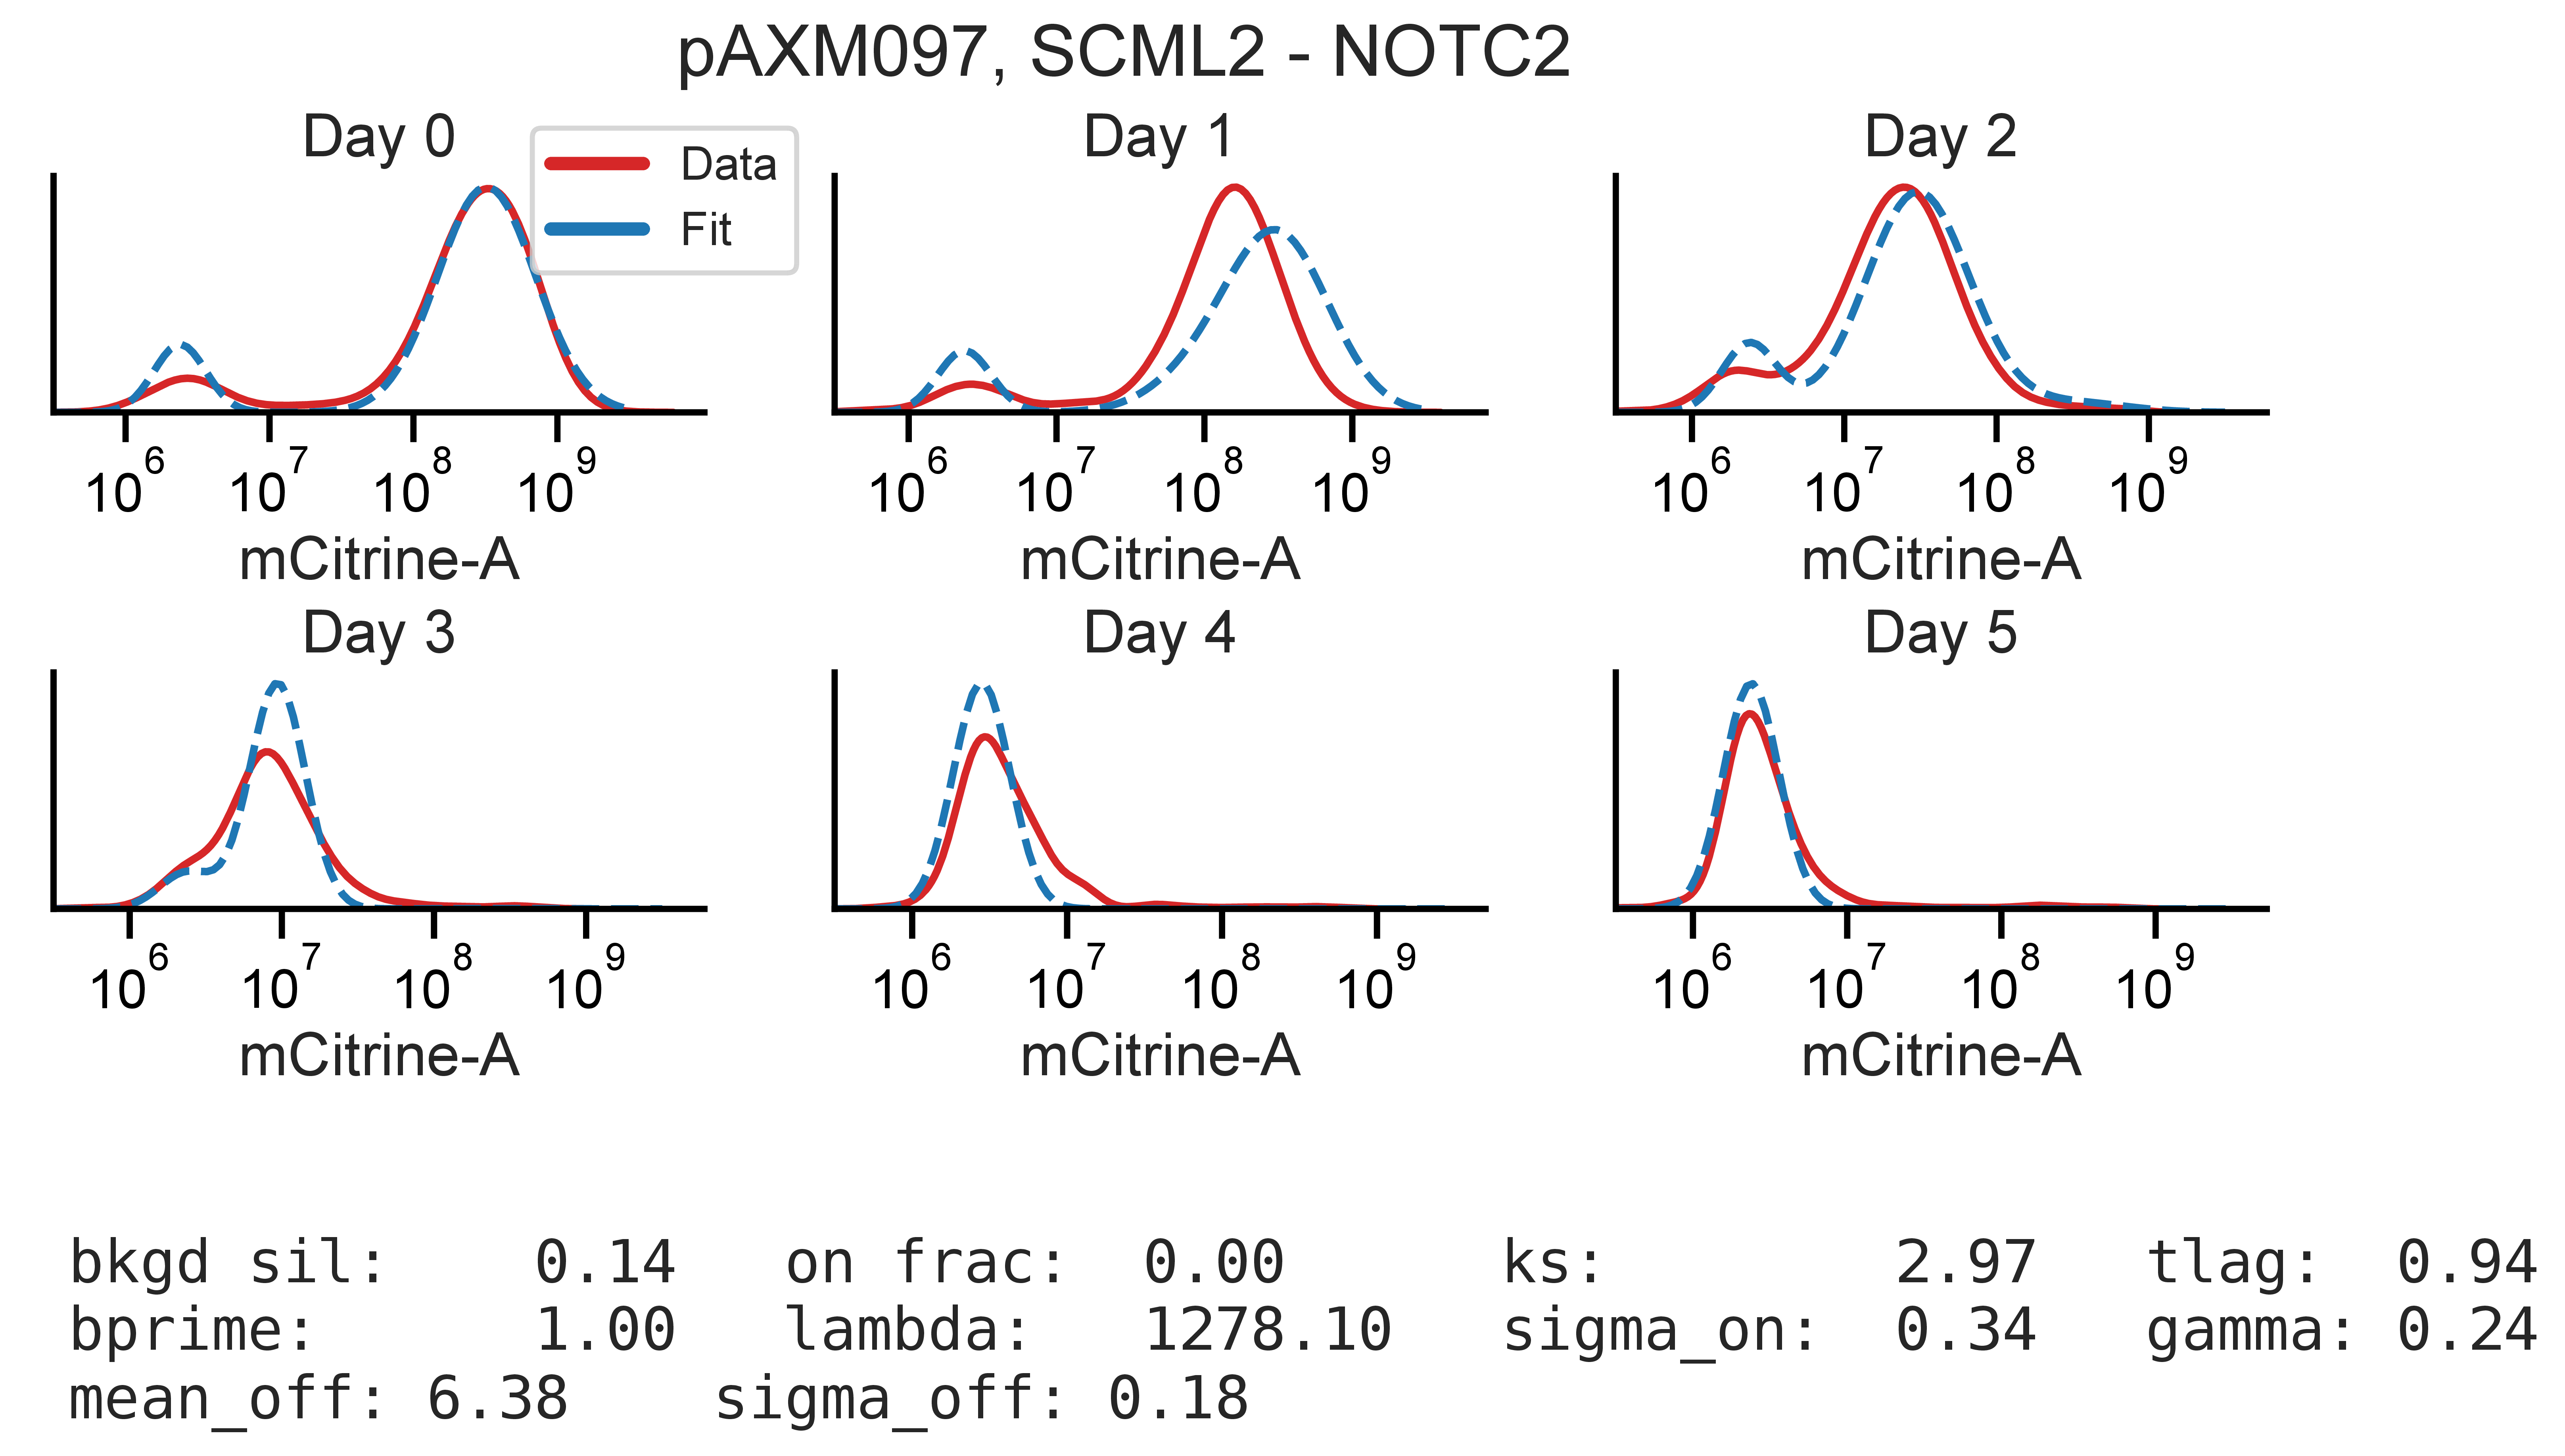 pAXM097, SCML2 - NOTC2
Day 0
Data
Fit
10^6 10^7 10^8 10^9
mCitrine-A
Day 1
10^6 10^7 10^8 10^9
mCitrine-A
Day 2
10^6 10^7 10^8 10^9
mCitrine-A
Day 3
10^6 10^7 10^8 10^9
mCitrine-A
Day 4
10^6 10^7 10^8 10^9
mCitrine-A
Day 5
10^6 10^7 10^8 10^9
mCitrine-A
bkgd sil: 0.14 on frac: 0.00 ks: 2.97 tlag: 0.94
bprime: 1.00 lambda: 1278.10 sigma_on: 0.34 gamma: 0.24
mean_off: 6.38 sigma_off: 0.18